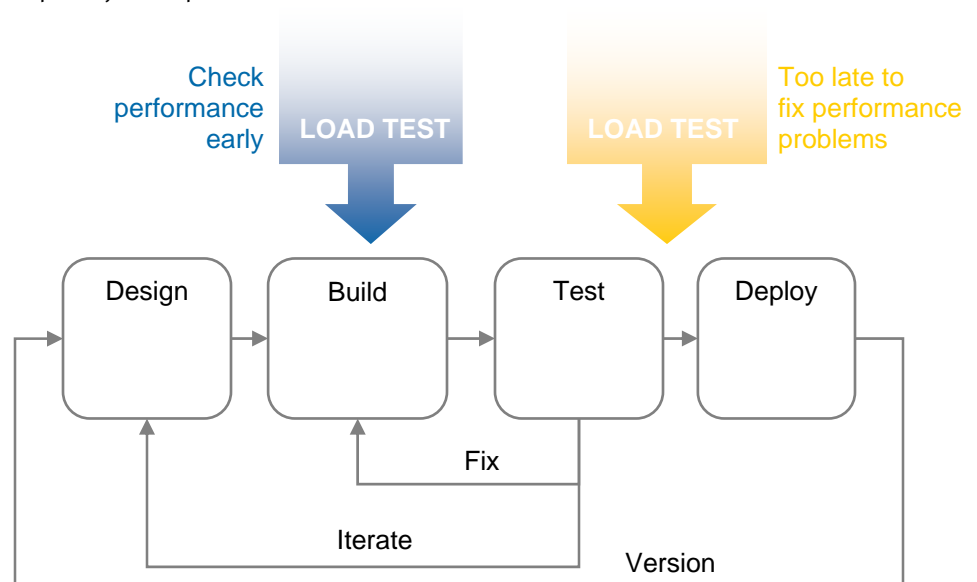 Check
performance
early
LOAD TEST
LOAD TEST
Too late to
fix performance
problems
Design
Build
Test
Deploy
Fix
Iterate
Version